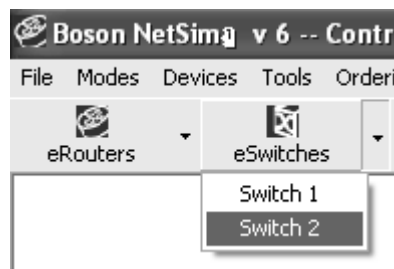 Boson NetSim v 6 -- Contr
File Modes Devices Tools Orderi
eRouters eSwitches
Switch 1
Switch 2